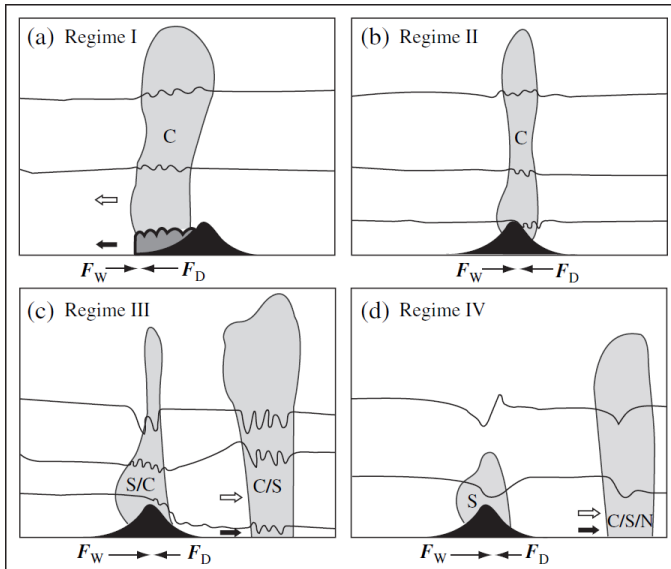 (a) Regime I
C
F_W F_D
(b) Regime II
C
F_W F_D
(c) Regime III
S/C
C/S
F_W F_D
(d) Regime IV
S
C/S/N
F_W F_D